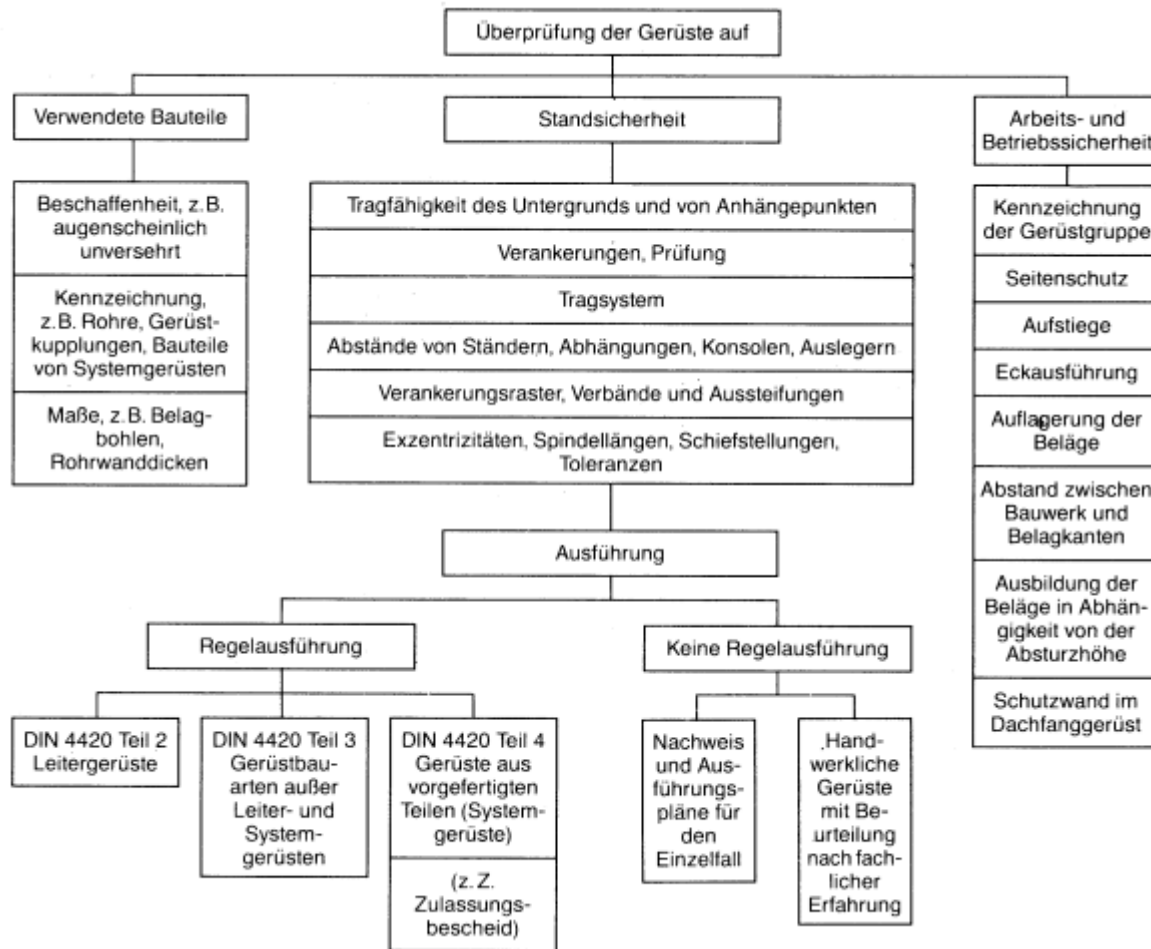 Überprüfung der Gerüste auf
Verwendete Bauteile
Beschaffenheit, z.B.
augenscheinlich
unversehrt
Kennzeichnung,
z.B. Rohre, Gerüst-
kupplungen, Bauteile
von Systemgerüsten
Maße, z.B. Belag-
bohlen,
Rohrwanddicken
Standsicherheit
Tragfähigkeit des Untergrunds und von Anhängepunkten
Verankerungen, Prüfung
Tragsystem
Abstände von Ständern, Abhängungen, Konsolen, Auslegern
Verankerungsraster, Verbände und Aussteifungen
Exzentrizitäten, Spindellängen, Schiefstellungen,
Toleranzen
Ausführung
Regelausführung
DIN 4420 Teil 2
Leitergerüste
DIN 4420 Teil 3
Gerüstbau-
arten außer
Leiter- und
System-
gerüsten
DIN 4420 Teil 4
Gerüste aus
vorgefertigten
Teilen (System-
gerüste)
(z. Z.
Zulassungs-
bescheid)
Keine Regelausführung
Nachweis
und Aus-
führungs-
pläne für
den
Einzelfall
Hand-
werkliche
Gerüste
mit Be-
urteilung
nach fach-
licher
Erfahrung
Arbeits- und
Betriebssicherheit
Kennzeichnung
der Gerüstgruppe
Seitenschutz
Aufstiege
Eckausführung
Auflagerung der
Beläge
Abstand zwischen
Bauwerk und
Belagkanten
Ausbildung der
Beläge in Abhän-
gigkeit von der
Absturzhöhe
Schutzwand im
Dachfanggerüst